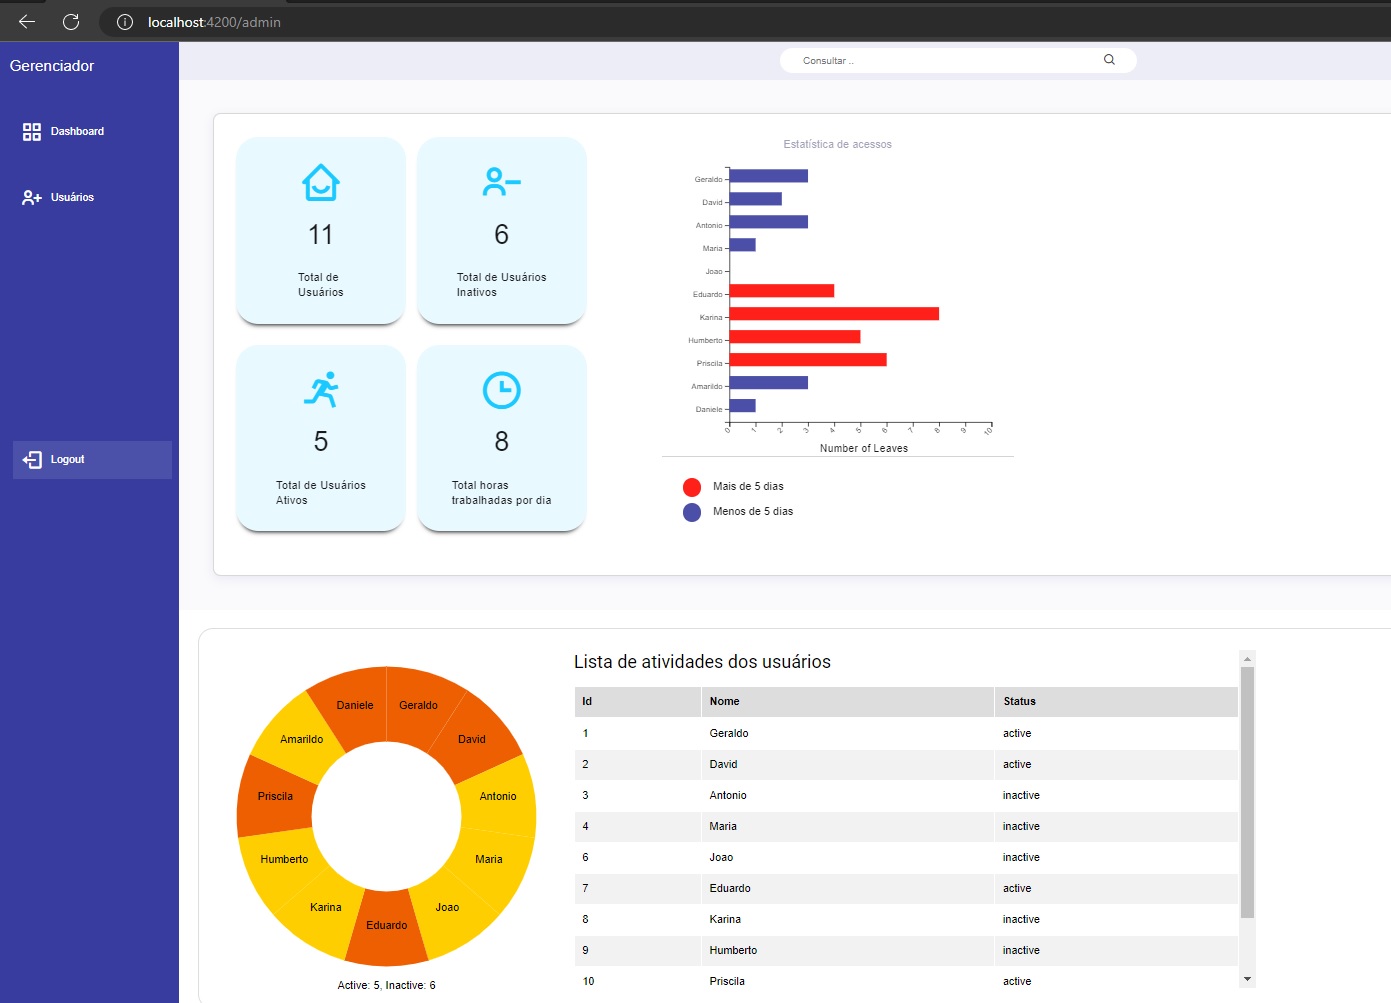 localhost:4200/admin
Gerenciador
Consultar ..
Dashboard
Usuários
Logout
11
Total de
Usuários
6
Total de Usuários
Inativos
5
Total de Usuários
Ativos
8
Total horas
trabalhadas por dia
Estatística de acessos
Geraldo
David
Antonio
Maria
Joao
Eduardo
Karina
Humberto
Priscila
Amarildo
Daniele
0 1 2 3 4 5 6 7 8 9 10
Number of Leaves
Mais de 5 dias
Menos de 5 dias
Daniele
Geraldo
David
Antonio
Maria
Joao
Eduardo
Karina
Humberto
Priscila
Amarildo
Active: 5, Inactive: 6
Lista de atividades dos usuários
Id Nome Status
1 Geraldo active
2 David active
3 Antonio inactive
4 Maria inactive
6 Joao inactive
7 Eduardo active
8 Karina inactive
9 Humberto inactive
10 Priscila active